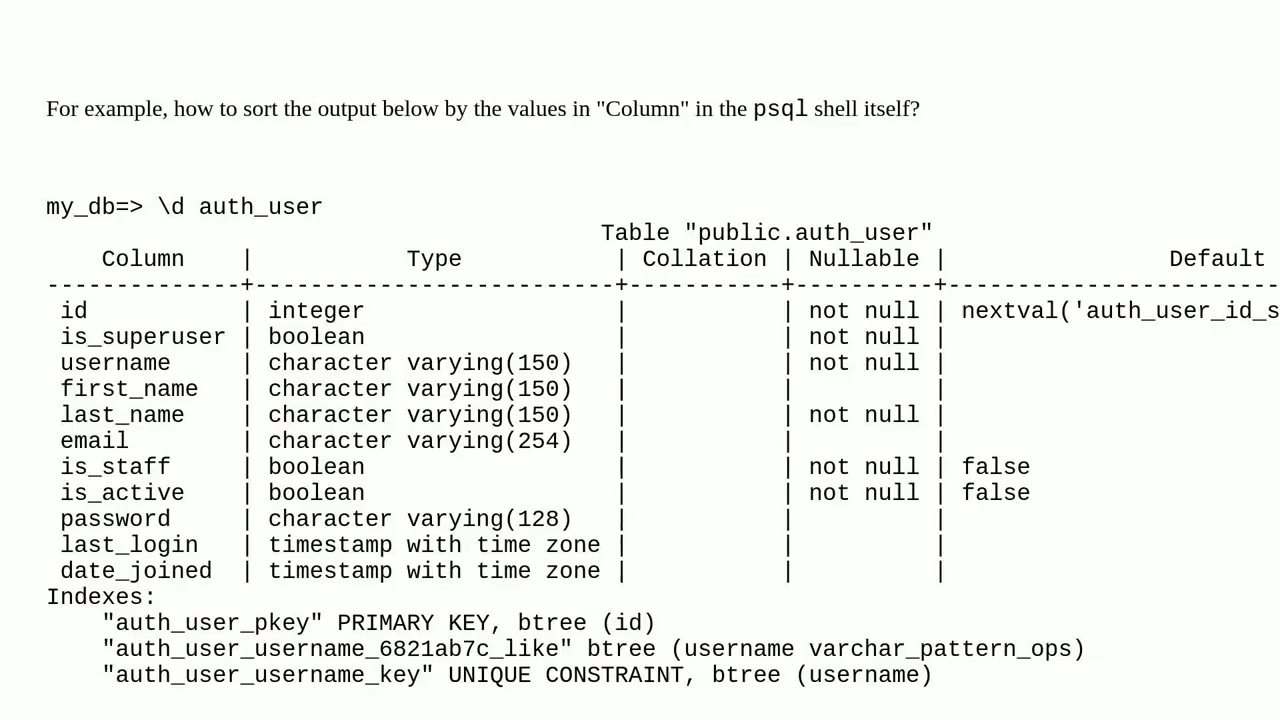 For example, how to sort the output below by the values in "Column" in the psql shell itself?
my_db=> \d auth_user
                                        Table "public.auth_user"
    Column    |           Type           | Collation | Nullable |                Default
--------------+--------------------------+-----------+----------+------------------------
 id           | integer                  |           | not null | nextval('auth_user_id_s
 is_superuser | boolean                  |           | not null |
 username     | character varying(150)   |           | not null |
 first_name   | character varying(150)   |           |          |
 last_name    | character varying(150)   |           | not null |
 email        | character varying(254)   |           |          |
 is_staff     | boolean                  |           | not null | false
 is_active    | boolean                  |           | not null | false
 password     | character varying(128)   |           |          |
 last_login   | timestamp with time zone |           |          |
 date_joined  | timestamp with time zone |           |          |
Indexes:
    "auth_user_pkey" PRIMARY KEY, btree (id)
    "auth_user_username_6821ab7c_like" btree (username varchar_pattern_ops)
    "auth_user_username_key" UNIQUE CONSTRAINT, btree (username)